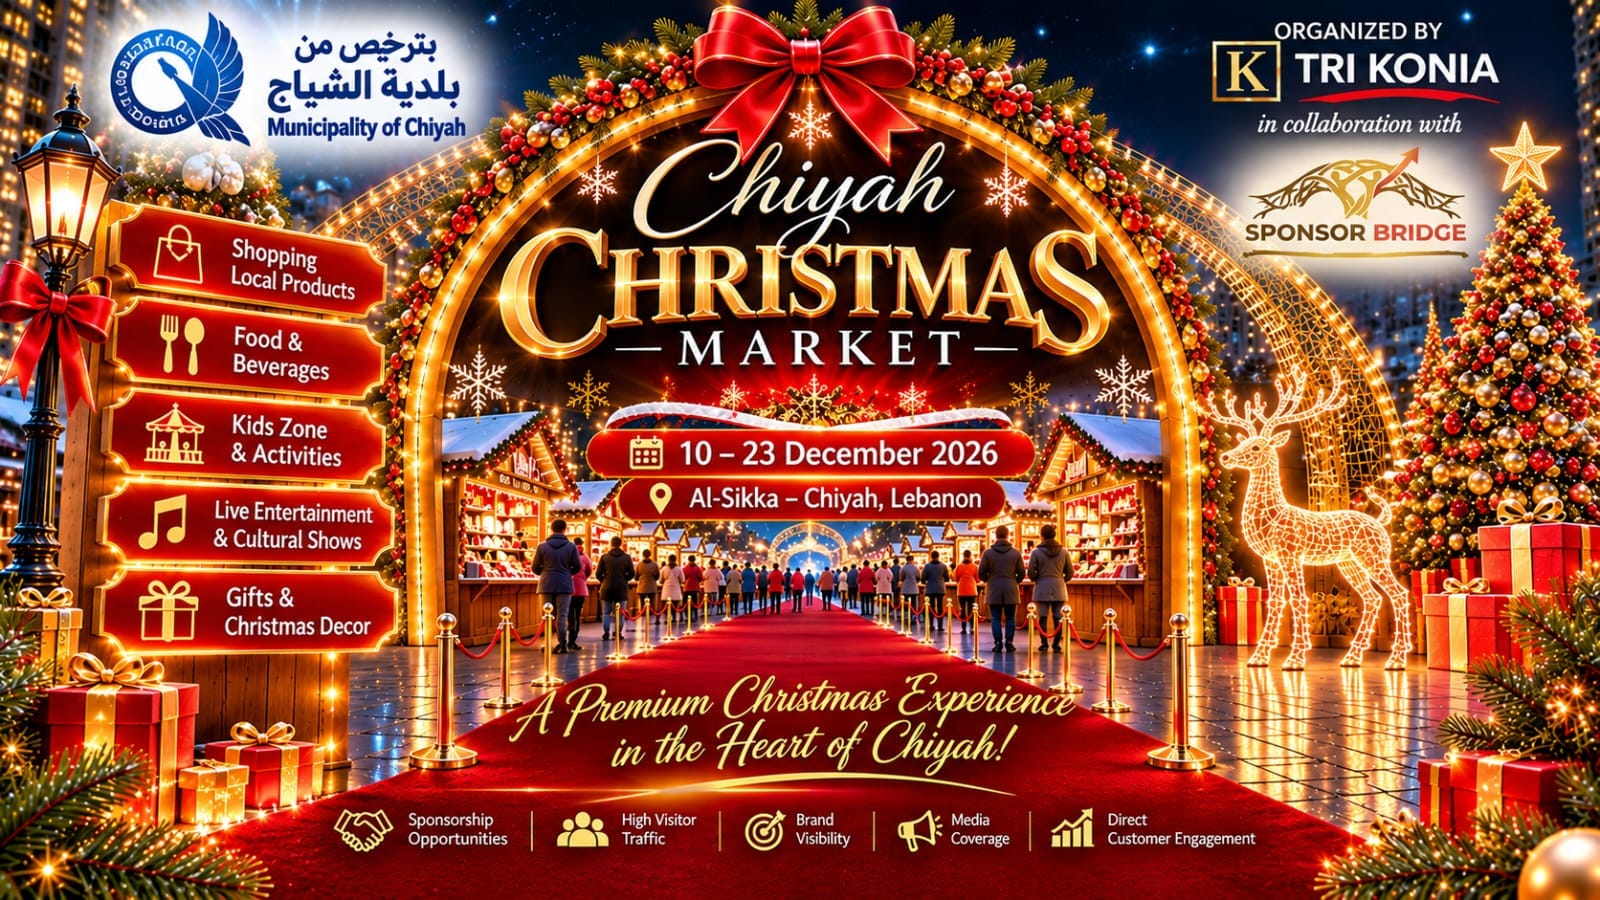 بترخيص من
بلدية الشياح
Municipality of Chiyah
ORGANIZED BY
K TRI KONIA
in collaboration with
SPONSOR BRIDGE
Chiyah
CHRISTMAS
MARKET
10 – 23 December 2026
Al-Sikka – Chiyah, Lebanon
Shopping
Local Products
Food &
Beverages
Kids Zone
& Activities
Live Entertainment
& Cultural Shows
Gifts &
Christmas Decor
A Premium Christmas Experience
in the Heart of Chiyah!
Sponsorship
Opportunities
High Visitor
Traffic
Brand
Visibility
Media
Coverage
Direct
Customer Engagement